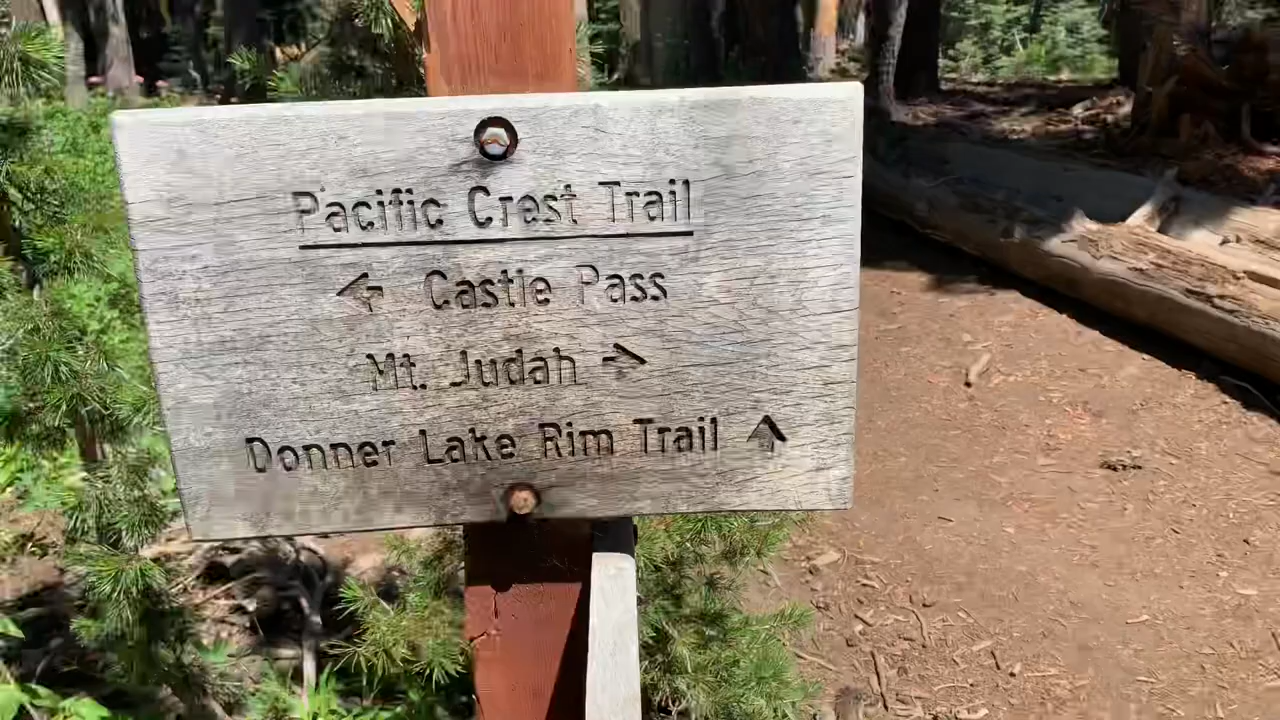 Pacific Crest Trail
← Castle Pass
Mt. Judah →
Donner Lake Rim Trail ↑